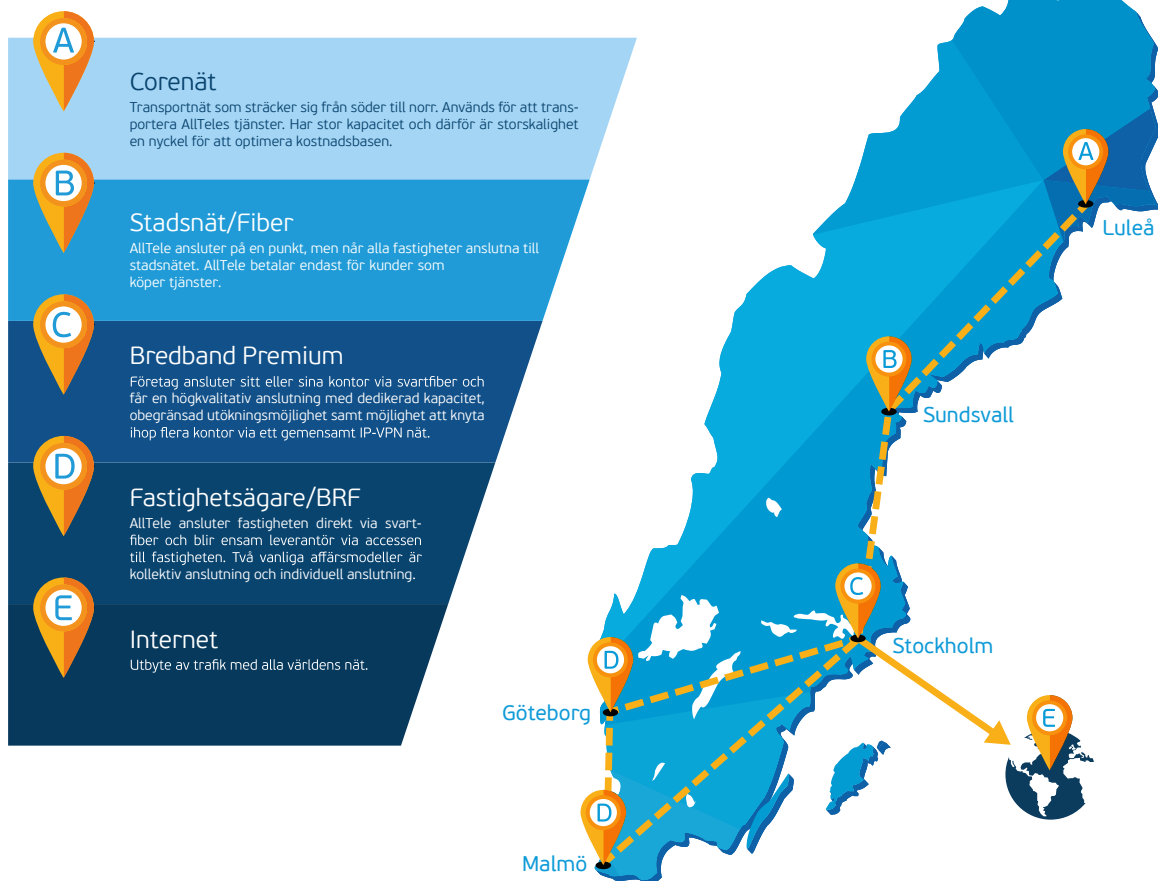 A
Corenät
Transportnät som sträcker sig från söder till norr. Används för att trans-
portera AllTeles tjänster. Har stor kapacitet och därför är storskalighet
en nyckel för att optimera kostnadsbasen.
B
Stadsnät/Fiber
AllTele ansluter på en punkt, men når alla fastigheter anslutna till
stadsnätet. AllTele betalar endast för kunder som
köper tjänster.
C
Bredband Premium
Företag ansluter sitt eller sina kontor via svartfiber och
får en högkvalitativ anslutning med dedikerad kapacitet,
obegränsad utökningsmöjlighet samt möjlighet att knyta
ihop flera kontor via ett gemensamt IP-VPN nät.
D
Fastighetsägare/BRF
AllTele ansluter fastigheten direkt via svart-
fiber och blir ensam leverantör via accessen
till fastigheten. Två vanliga affärsmodeller är
kollektiv anslutning och individuell anslutning.
E
Internet
Utbyte av trafik med alla världens nät.
A
Luleå
B
Sundsvall
C
Stockholm
D
Göteborg
E
D
Malmö